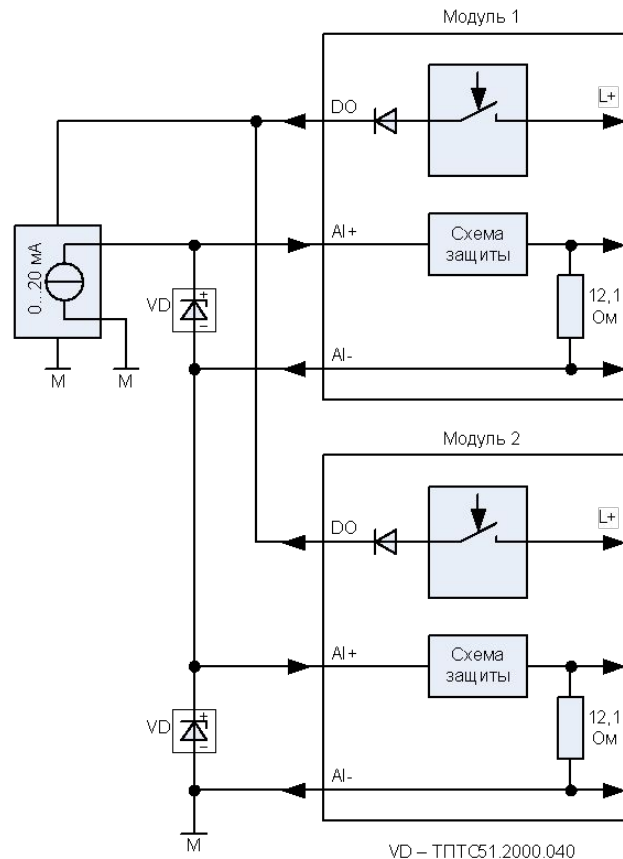 Модуль 1
DO
L+
AI+
Схема
защиты
0...20 мА
VD
+
−
12,1
Ом
AI-
M
M
Модуль 2
DO
L+
AI+
Схема
защиты
VD
+
−
12,1
Ом
AI-
M
VD – ТПТС51.2000.040